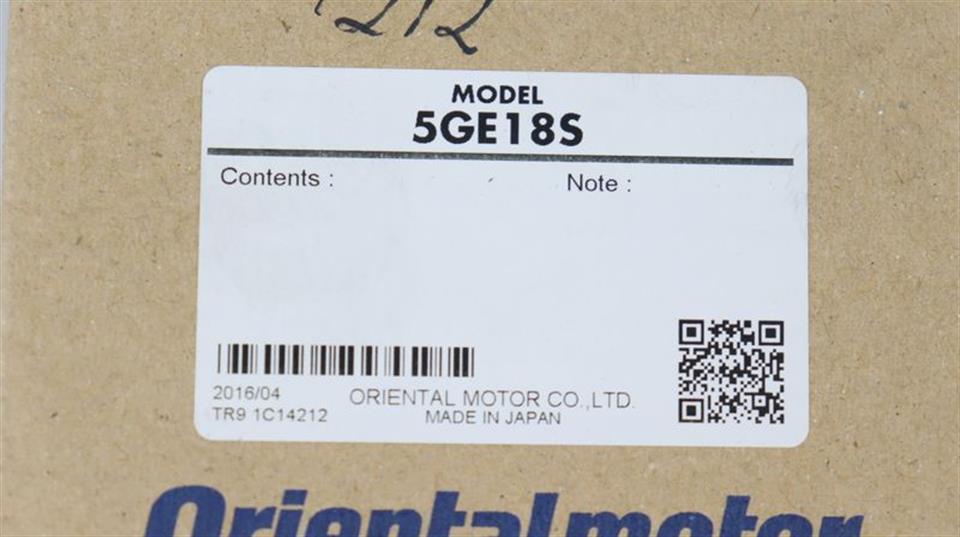 212
MODEL
5GE18S
Contents :
Note :
2016/04
ORIENTAL MOTOR CO.,LTD.
TR9 1C14212
MADE IN JAPAN
Orientalmotor